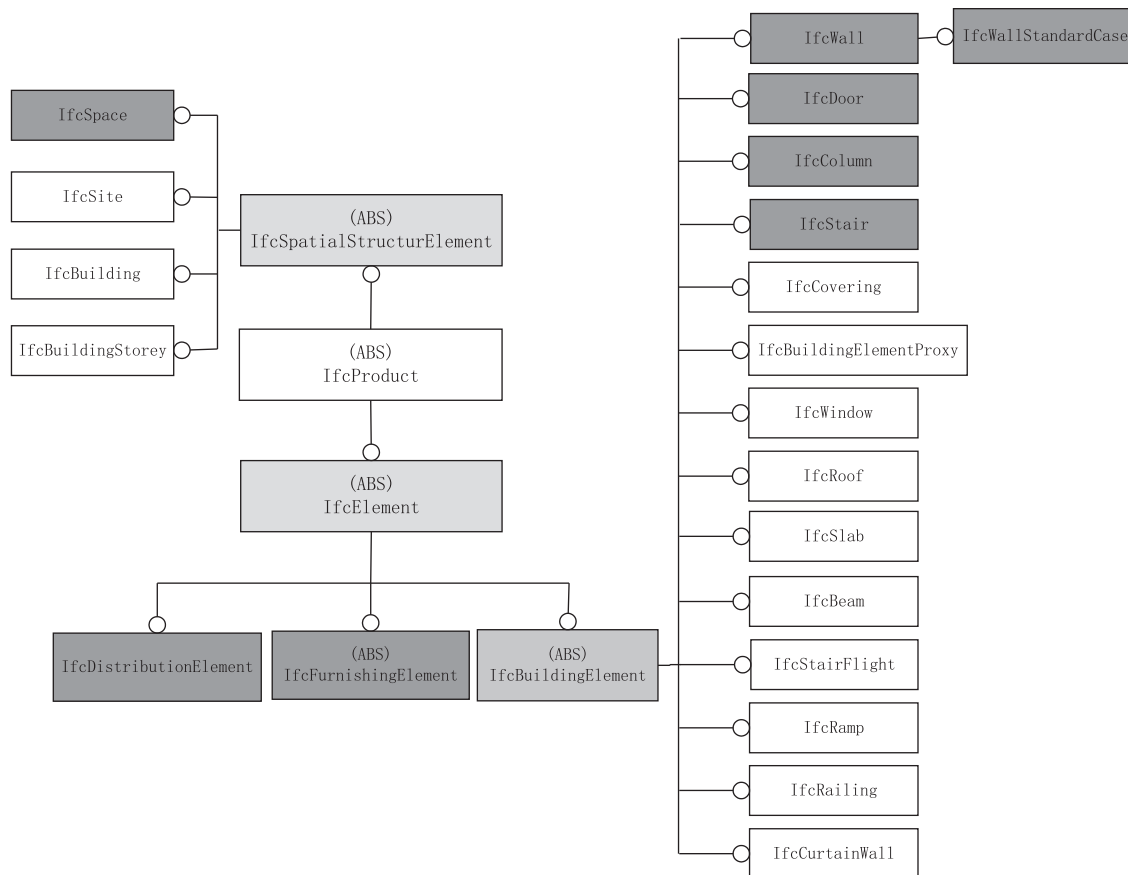 IfcSpace
IfcSite
IfcBuilding
IfcBuildingStorey
(ABS)
IfcSpatialStructurElement
(ABS)
IfcProduct
(ABS)
IfcElement
IfcDistributionElement
(ABS)
IfcFurnishingElement
(ABS)
IfcBuildingElement
IfcWall
IfcWallStandardCase
IfcDoor
IfcColumn
IfcStair
IfcCovering
IfcBuildingElementProxy
IfcWindow
IfcRoof
IfcSlab
IfcBeam
IfcStairFlight
IfcRamp
IfcRailing
IfcCurtainWall